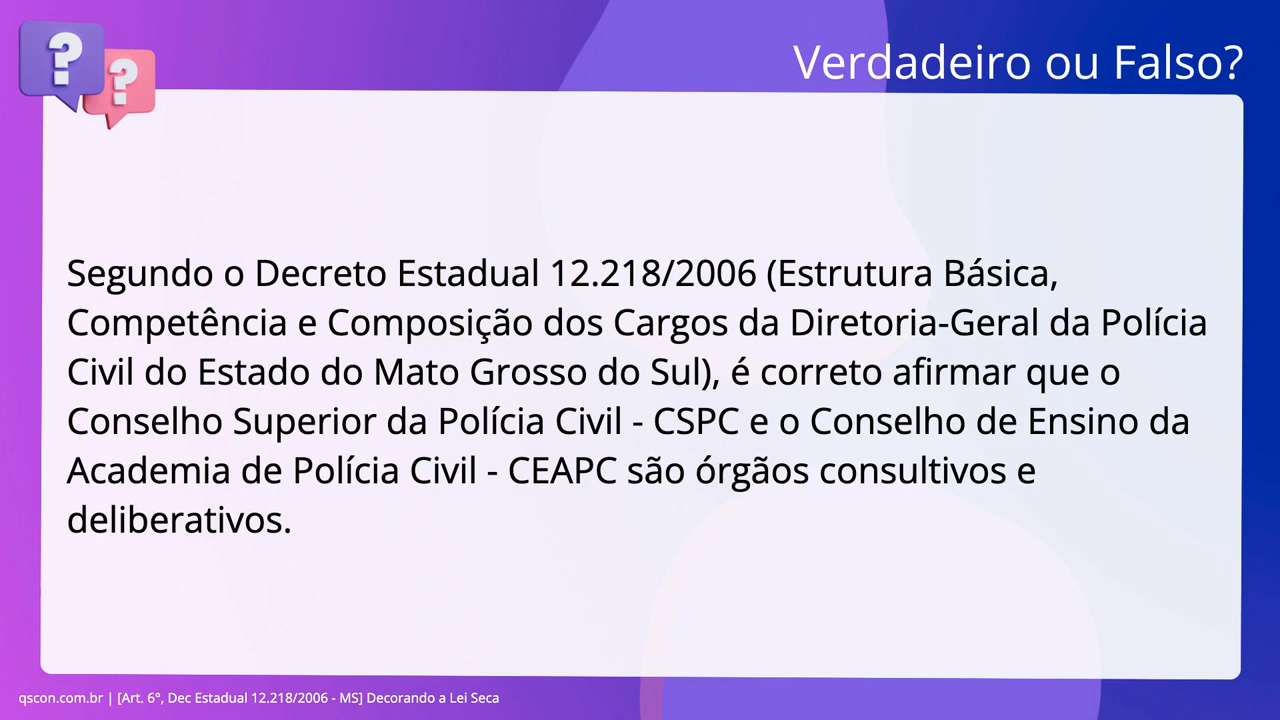 Verdadeiro ou Falso?
Segundo o Decreto Estadual 12.218/2006 (Estrutura Básica,
Competência e Composição dos Cargos da Diretoria-Geral da Polícia
Civil do Estado do Mato Grosso do Sul), é correto afirmar que o
Conselho Superior da Polícia Civil - CSPC e o Conselho de Ensino da
Academia de Polícia Civil - CEAPC são órgãos consultivos e
deliberativos.
qscon.com.br | [Art. 6°, Dec Estadual 12.218/2006 - MS] Decorando a Lei Seca